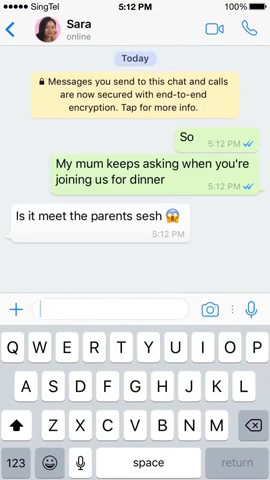 SingTel 5:12 PM 100%
Sara
online
Today
Messages you send to this chat and calls
are now secured with end-to-end
encryption. Tap for more info.
So
5:12 PM
My mum keeps asking when you're
joining us for dinner
5:12 PM
Is it meet the parents sesh 😱
5:12 PM
Q W E R T Y U I O P
A S D F G H J K L
Z X C V B N M
123 space return